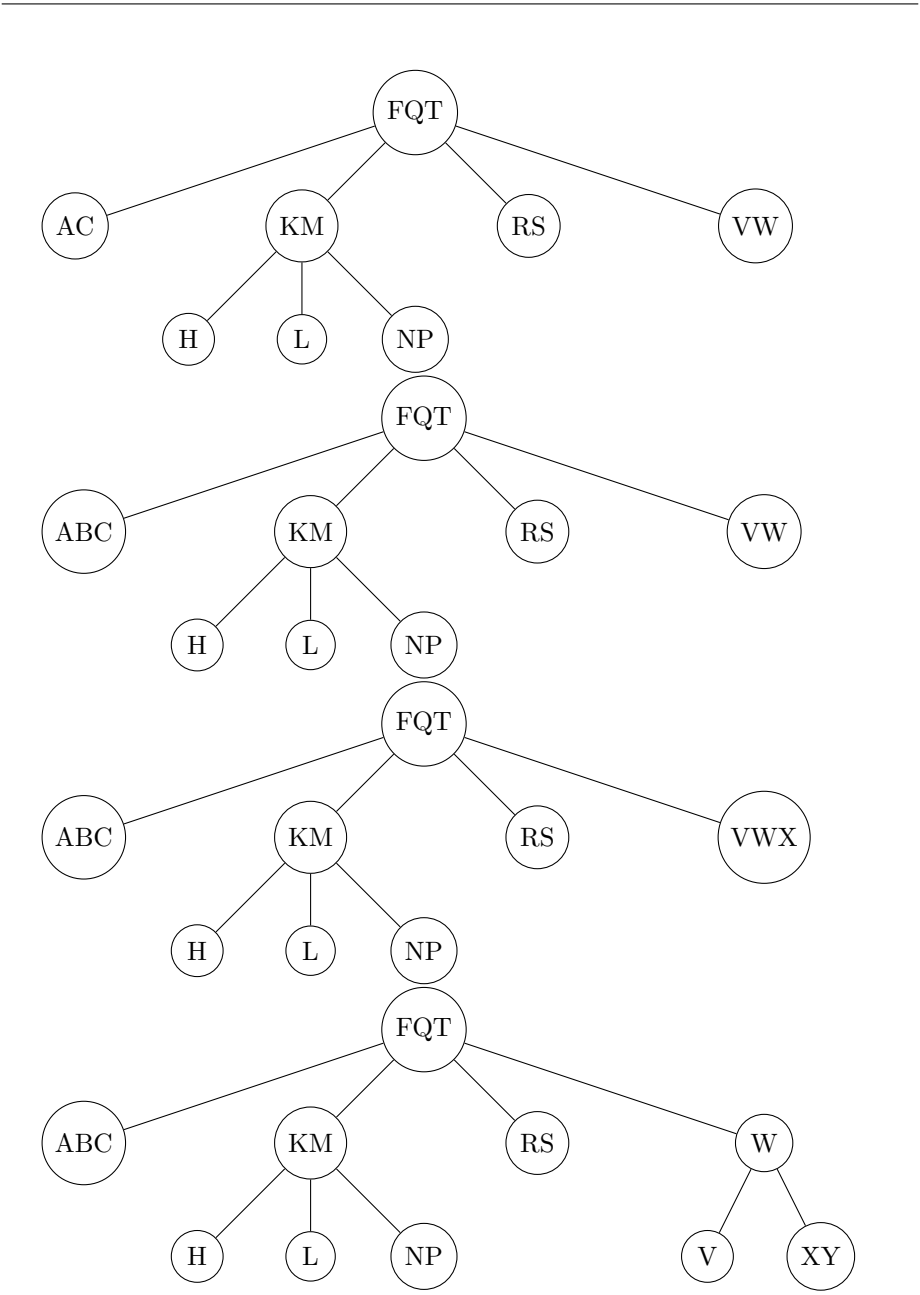 FQT
AC KM RS VW
H L NP
FQT
ABC KM RS VW
H L NP
FQT
ABC KM RS VWX
H L NP
FQT
ABC KM RS W
H L NP V XY